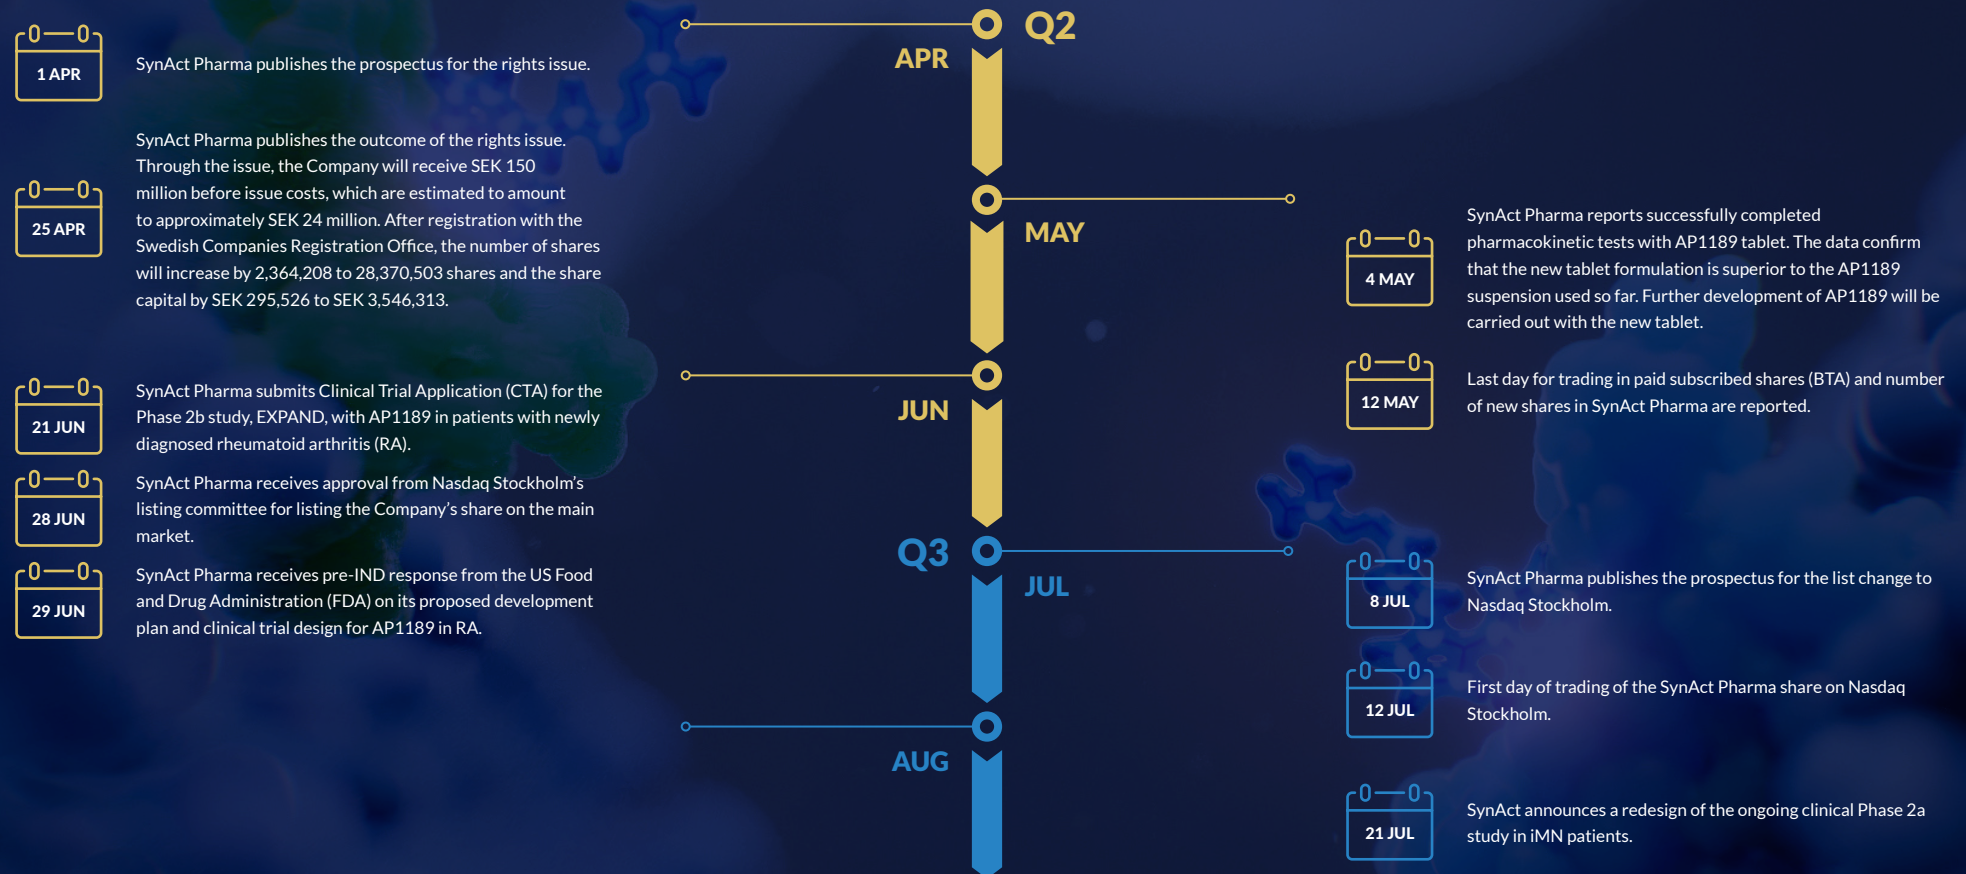 Q2
APR
1 APR
SynAct Pharma publishes the prospectus for the rights issue.
25 APR
SynAct Pharma publishes the outcome of the rights issue.
Through the issue, the Company will receive SEK 150
million before issue costs, which are estimated to amount
to approximately SEK 24 million. After registration with the
Swedish Companies Registration Office, the number of shares
will increase by 2,364,208 to 28,370,503 shares and the share
capital by SEK 295,526 to SEK 3,546,313.
MAY
4 MAY
SynAct Pharma reports successfully completed
pharmacokinetic tests with AP1189 tablet. The data confirm
that the new tablet formulation is superior to the AP1189
suspension used so far. Further development of AP1189 will be
carried out with the new tablet.
12 MAY
Last day for trading in paid subscribed shares (BTA) and number
of new shares in SynAct Pharma are reported.
JUN
21 JUN
SynAct Pharma submits Clinical Trial Application (CTA) for the
Phase 2b study, EXPAND, with AP1189 in patients with newly
diagnosed rheumatoid arthritis (RA).
28 JUN
SynAct Pharma receives approval from Nasdaq Stockholm's
listing committee for listing the Company's share on the main
market.
29 JUN
SynAct Pharma receives pre-IND response from the US Food
and Drug Administration (FDA) on its proposed development
plan and clinical trial design for AP1189 in RA.
Q3
JUL
8 JUL
SynAct Pharma publishes the prospectus for the list change to
Nasdaq Stockholm.
12 JUL
First day of trading of the SynAct Pharma share on Nasdaq
Stockholm.
21 JUL
SynAct announces a redesign of the ongoing clinical Phase 2a
study in iMN patients.
AUG